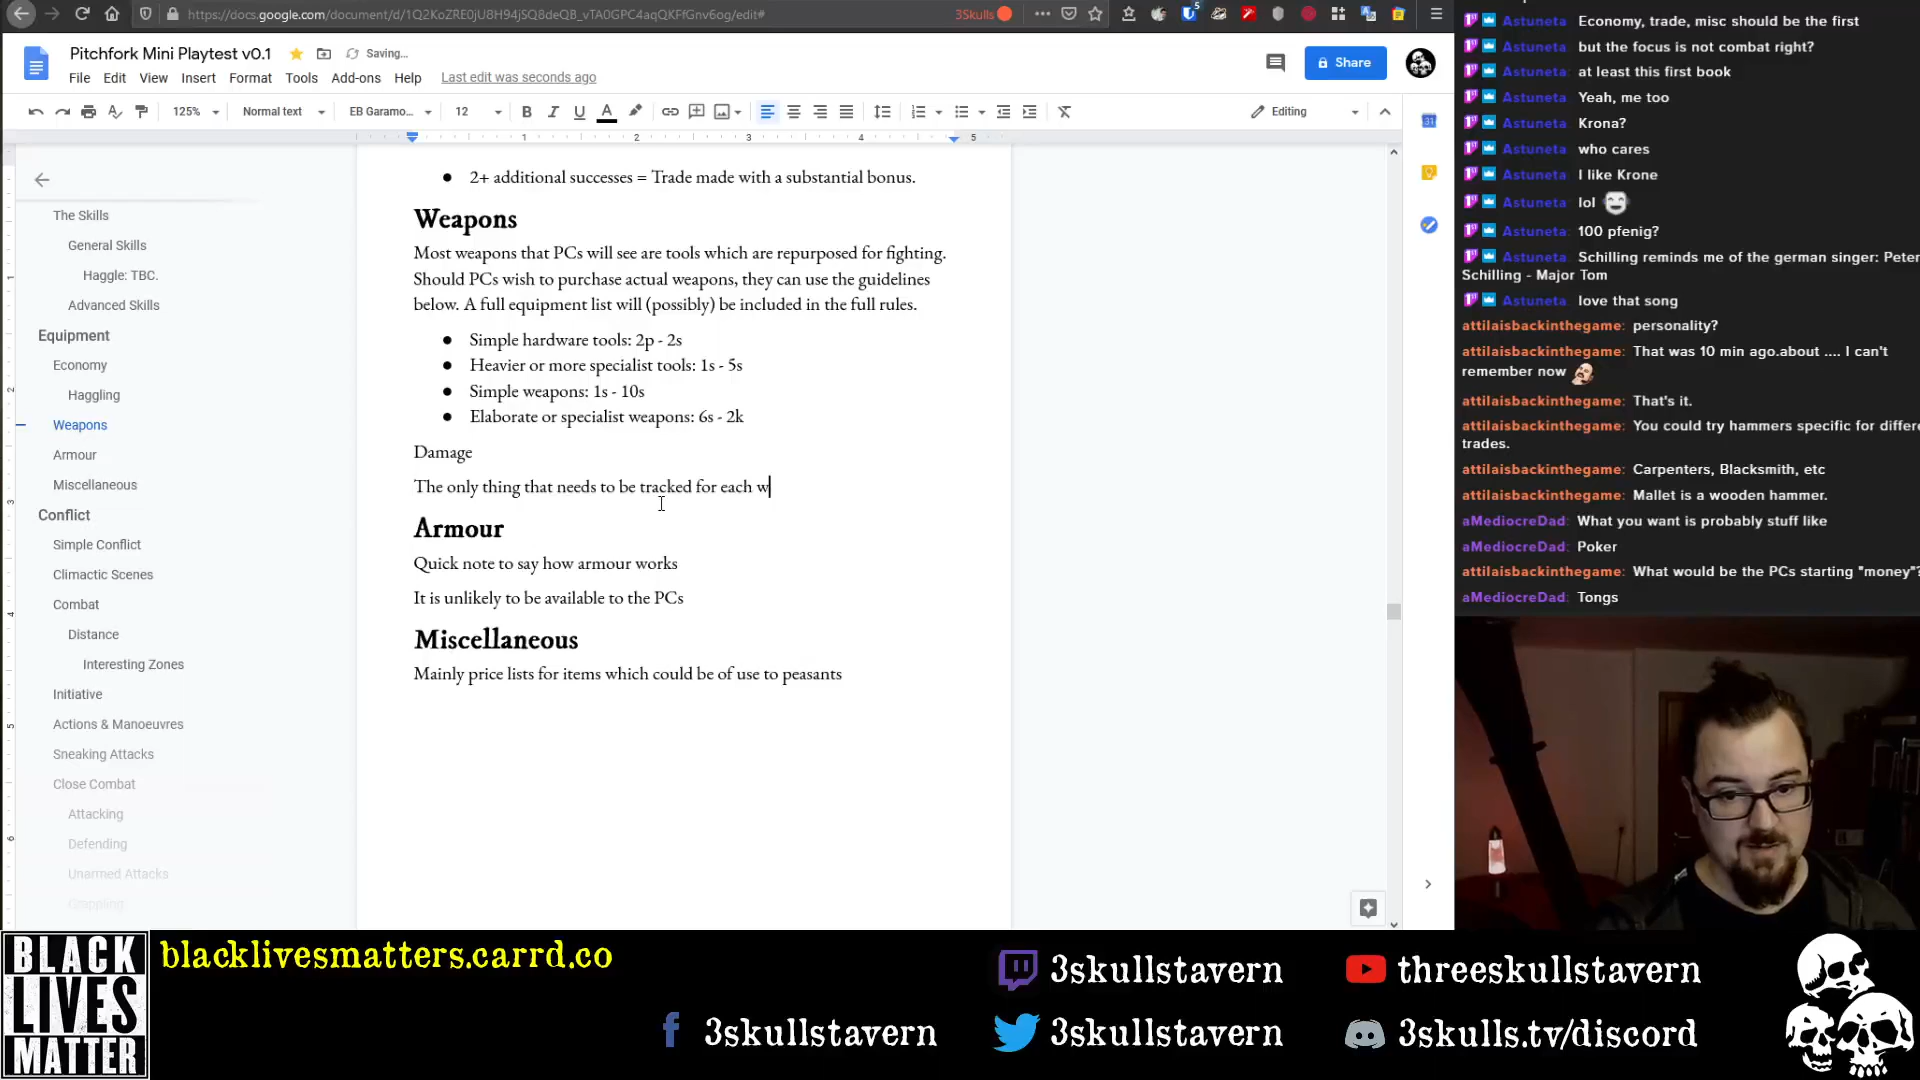 https://docs.google.com/document/d/1Q2KoZRE0jU8H94jSQ8deQB_vTA0GPC4aqQKFfGnv6og/edit#
3Skulls
5
Pitchfork Mini Playtest v0.1
Saving...
File Edit View Insert Format Tools Add-ons Help Last edit was seconds ago
Share
125% Normal text EB Garamo... 12 B I U A Editing
1 2 3 4 5
The Skills
General Skills
Haggle: TBC.
Advanced Skills
Equipment
Economy
Haggling
Weapons
Armour
Miscellaneous
Conflict
Simple Conflict
Climactic Scenes
Combat
Distance
Interesting Zones
Initiative
Actions & Manoeuvres
Sneaking Attacks
Close Combat
Attacking
Defending
Unarmed Attacks
Grappling
● 2+ additional successes = Trade made with a substantial bonus.
Weapons
Most weapons that PCs will see are tools which are repurposed for fighting.
Should PCs wish to purchase actual weapons, they can use the guidelines
below. A full equipment list will (possibly) be included in the full rules.
● Simple hardware tools: 2p - 2s
● Heavier or more specialist tools: 1s - 5s
● Simple weapons: 1s - 10s
● Elaborate or specialist weapons: 6s - 2k
Damage
The only thing that needs to be tracked for each w
Armour
Quick note to say how armour works
It is unlikely to be available to the PCs
Miscellaneous
Mainly price lists for items which could be of use to peasants
Astuneta: Economy, trade, misc should be the first
Astuneta: but the focus is not combat right?
Astuneta: at least this first book
Astuneta: Yeah, me too
Astuneta: Krona?
Astuneta: who cares
Astuneta: I like Krone
Astuneta: lol
Astuneta: 100 pfenig?
Astuneta: Schilling reminds me of the german singer: Peter
Schilling - Major Tom
Astuneta: love that song
attilaisbackinthegame: personality?
attilaisbackinthegame: That was 10 min ago.about .... I can't
remember now
attilaisbackinthegame: That's it.
attilaisbackinthegame: You could try hammers specific for differe
trades.
attilaisbackinthegame: Carpenters, Blacksmith, etc
attilaisbackinthegame: Mallet is a wooden hammer.
aMediocreDad: What you want is probably stuff like
aMediocreDad: Poker
attilaisbackinthegame: What would be the PCs starting "money"?
aMediocreDad: Tongs
BLACK
LIVES
MATTER
blacklivesmatters.carrd.co
3skullstavern
threeskullstavern
3skullstavern
3skullstavern
3skulls.tv/discord